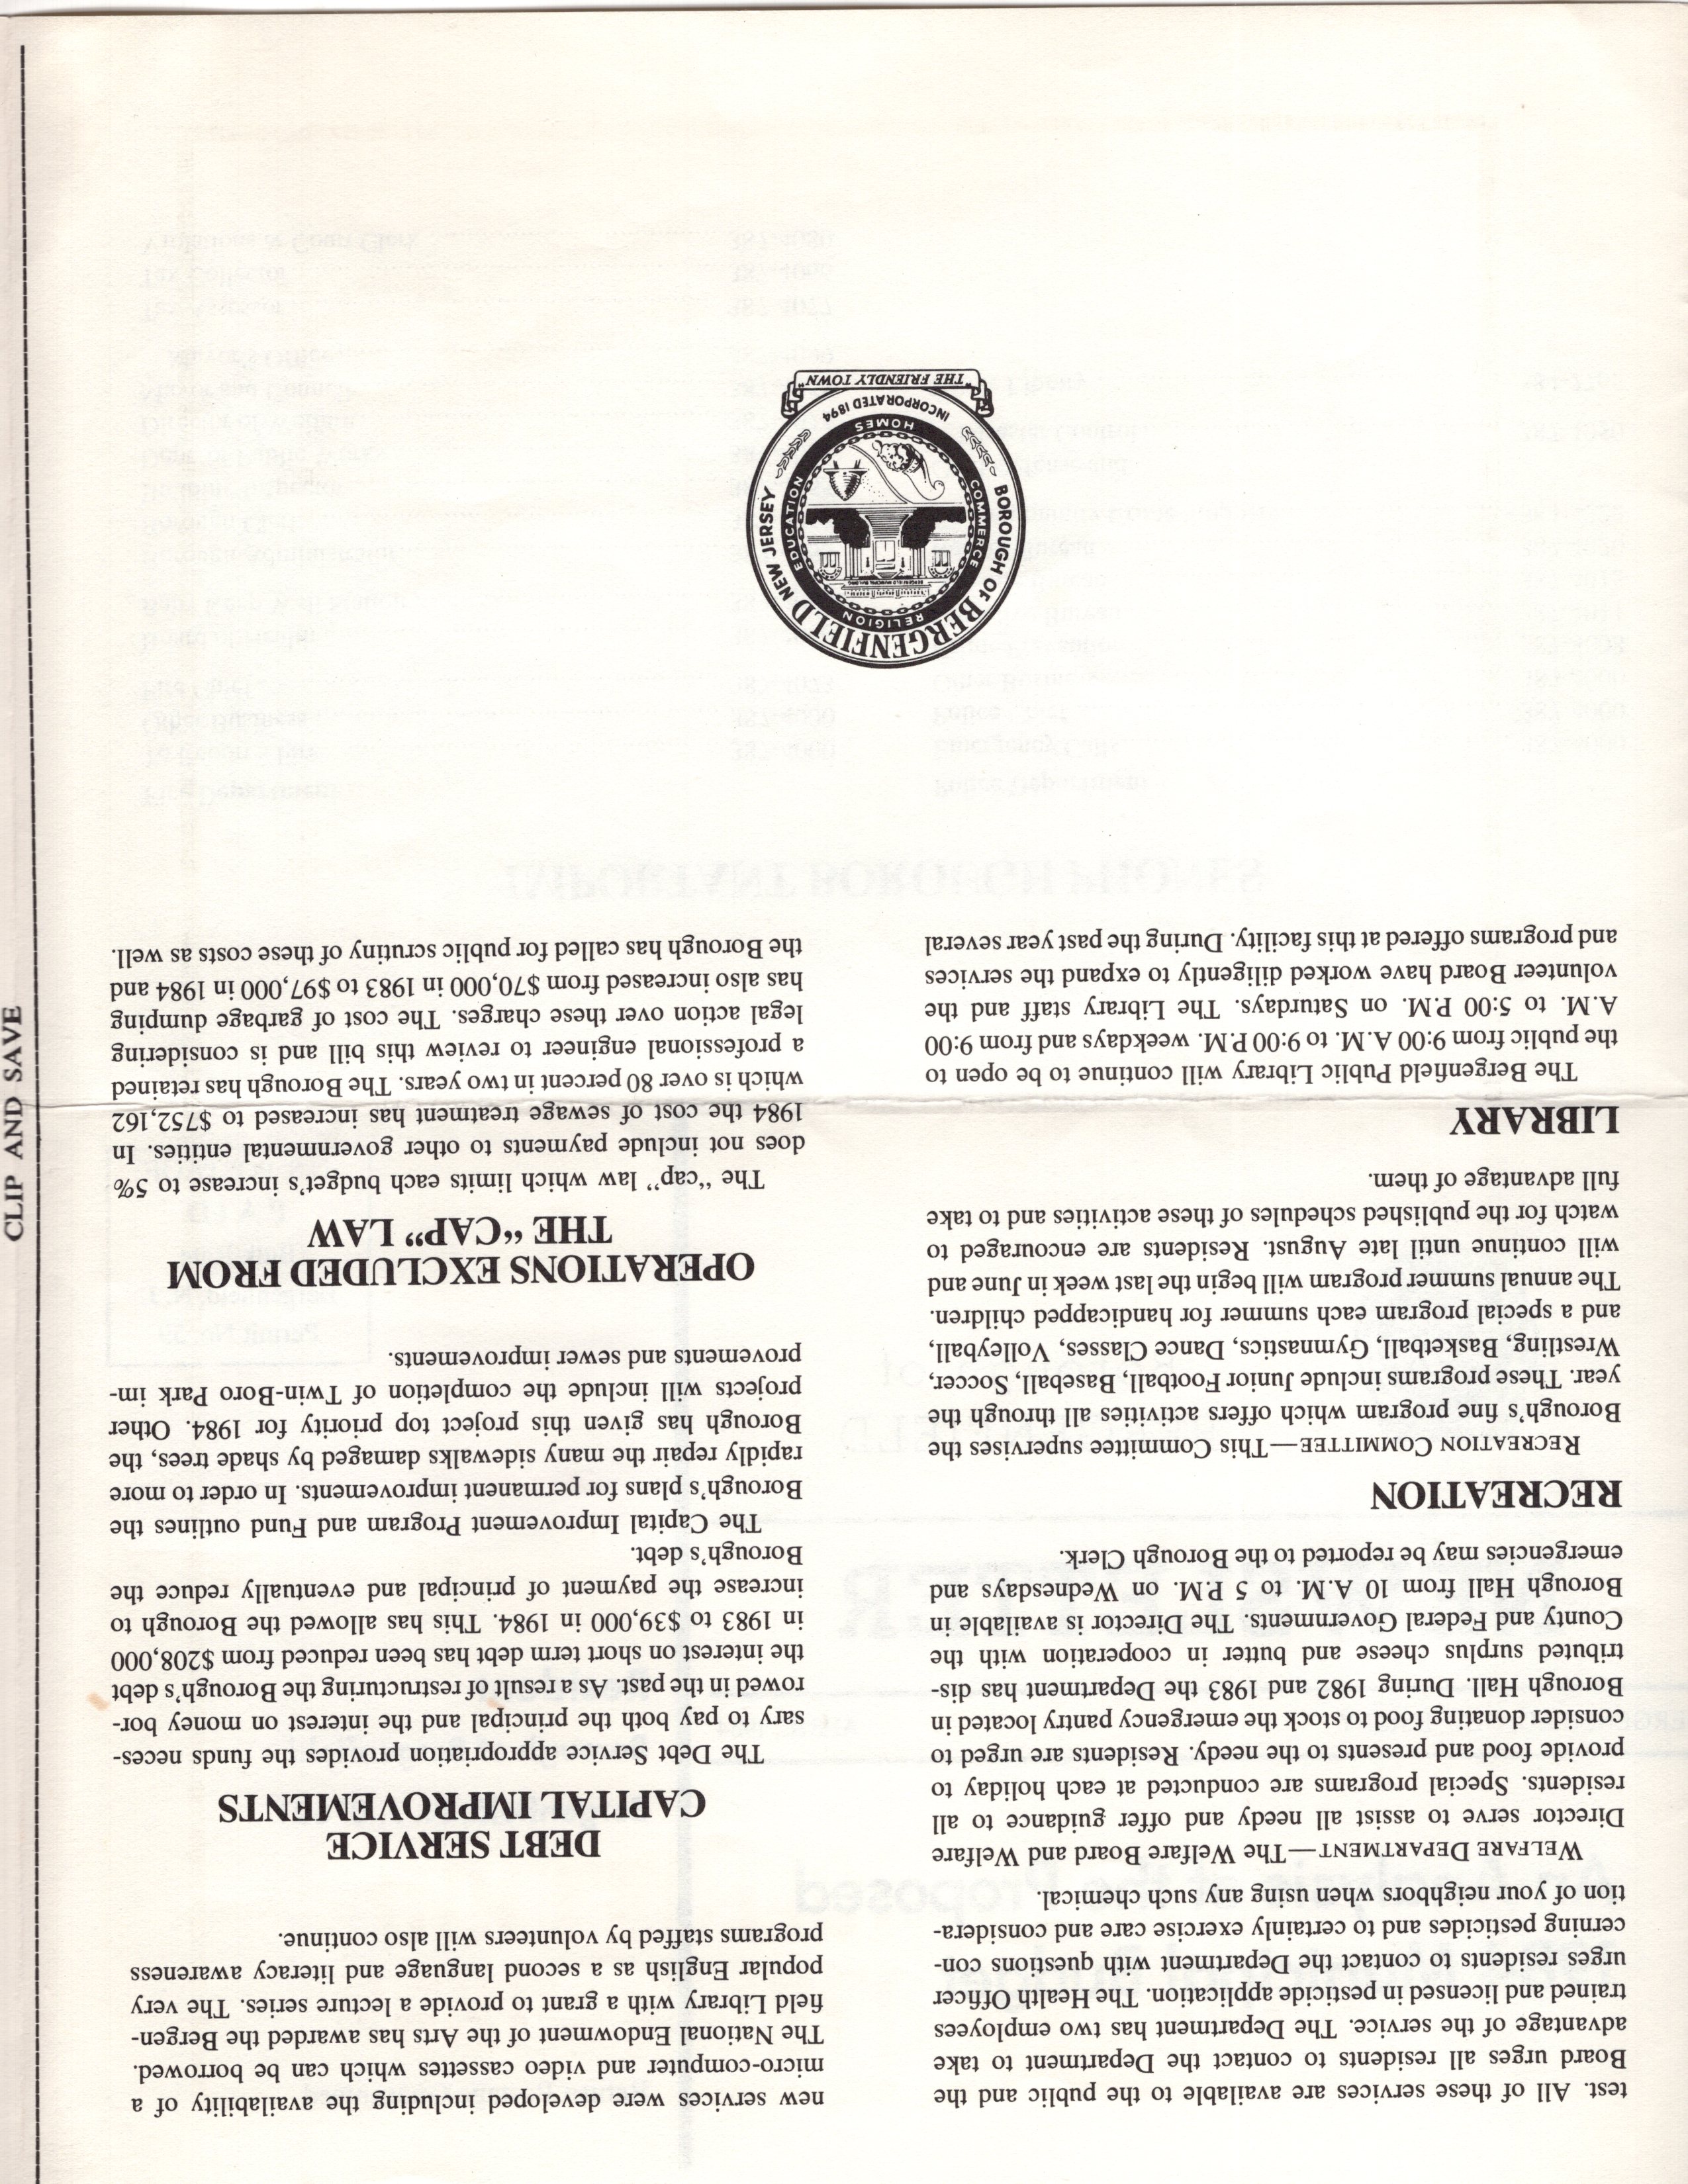 test. All of these services are available to the public and the
Board urges all residents to contact the Department to take
advantage of the service. The Department has two employees
trained and licensed in pesticide application. The Health Officer
urges residents to contact the Department with questions con-
cerning pesticides and to certainly exercise care and considera-
tion of your neighbors when using any such chemical.
WELFARE DEPARTMENT—The Welfare Board and Welfare
Director serve to assist all needy and offer guidance to all
residents. Special programs are conducted at each holiday to
provide food and presents to the needy. Residents are urged to
consider donating food to stock the emergency pantry located in
Borough Hall. During 1982 and 1983 the Department has dis-
tributed surplus cheese and butter in cooperation with the
County and Federal Governments. The Director is available in
Borough Hall from 10 A.M. to 5 P.M. on Wednesdays and
emergencies may be reported to the Borough Clerk.
RECREATION
RECREATION COMMITTEE—This Committee supervises the
Borough's fine program which offers activities all through the
year. These programs include Junior Football, Baseball, Soccer,
Wrestling, Basketball, Gymnastics, Dance Classes, Volleyball,
and a special program each summer for handicapped children.
The annual summer program will begin the last week in June and
will continue until late August. Residents are encouraged to
watch for the published schedules of these activities and to take
full advantage of them.
LIBRARY
The Bergenfield Public Library will continue to be open to
the public from 9:00 A.M. to 9:00 P.M. weekdays and from 9:00
A.M. to 5:00 P.M. on Saturdays. The Library staff and the
volunteer Board have worked diligently to expand the services
and programs offered at this facility. During the past year several
new services were developed including the availability of a
micro-computer and video cassettes which can be borrowed.
The National Endowment of the Arts has awarded the Bergen-
field Library with a grant to provide a lecture series. The very
popular English as a second language and literacy awareness
programs staffed by volunteers will also continue.
DEBT SERVICE
CAPITAL IMPROVEMENTS
The Debt Service appropriation provides the funds neces-
sary to pay both the principal and the interest on money bor-
rowed in the past. As a result of restructuring the Borough's debt
the interest on short term debt has been reduced from $208,000
in 1983 to $39,000 in 1984. This has allowed the Borough to
increase the payment of principal and eventually reduce the
Borough's debt.
The Capital Improvement Program and Fund outlines the
Borough's plans for permanent improvements. In order to more
rapidly repair the many sidewalks damaged by shade trees, the
Borough has given this project top priority for 1984. Other
projects will include the completion of Twin-Boro Park im-
provements and sewer improvements.
OPERATIONS EXCLUDED FROM
THE “CAP” LAW
The “cap” law which limits each budget's increase to 5%
does not include payments to other governmental entities. In
1984 the cost of sewage treatment has increased to $752,162
which is over 80 percent in two years. The Borough has retained
a professional engineer to review this bill and is considering
legal action over these charges. The cost of garbage dumping
has also increased from $70,000 in 1983 to $97,000 in 1984 and
the Borough has called for public scrutiny of these costs as well.
BOROUGH OF BERGENFIELD NEW JERSEY
RELIGION
COMMERCE
EDUCATION
HOMES
BERGENFIELD MUNICIPAL BUILDING
INCORPORATED 1894
"THE FRIENDLY TOWN"
CLIP AND SAVE